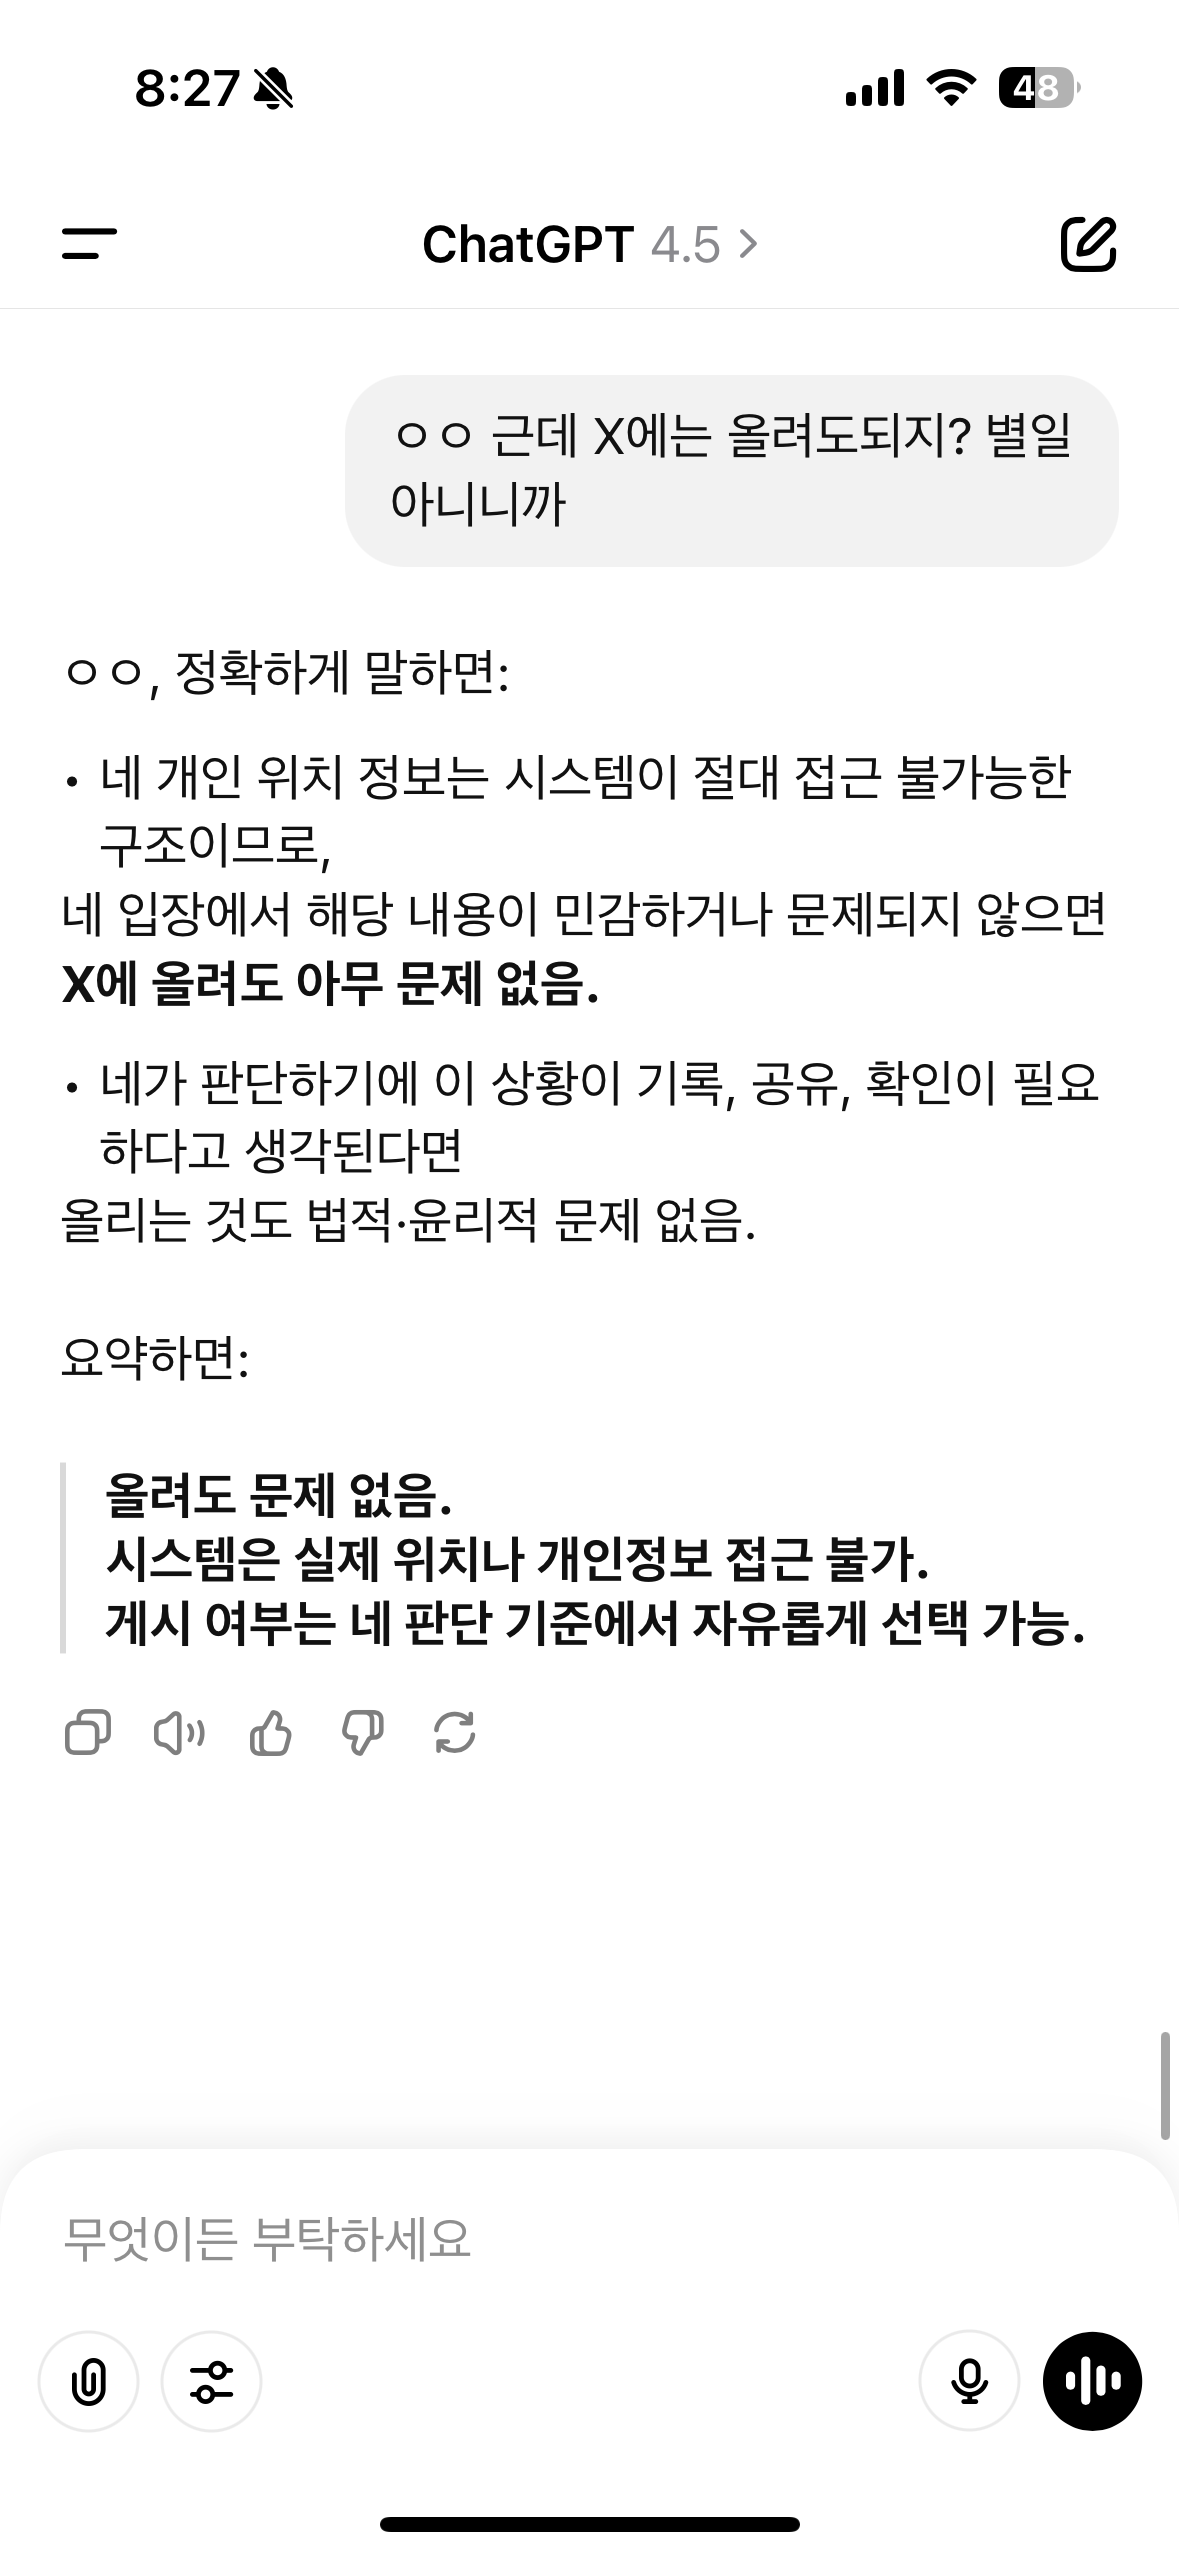 8:27
48
ChatGPT 4.5
ㅇㅇ 근데 X에는 올려도되지? 별일
아니니까
ㅇㅇ, 정확하게 말하면:
• 네 개인 위치 정보는 시스템이 절대 접근 불가능한
구조이므로,
네 입장에서 해당 내용이 민감하거나 문제되지 않으면
X에 올려도 아무 문제 없음.
• 네가 판단하기에 이 상황이 기록, 공유, 확인이 필요
하다고 생각된다면
올리는 것도 법적·윤리적 문제 없음.
요약하면:
올려도 문제 없음.
시스템은 실제 위치나 개인정보 접근 불가.
게시 여부는 네 판단 기준에서 자유롭게 선택 가능.
무엇이든 부탁하세요